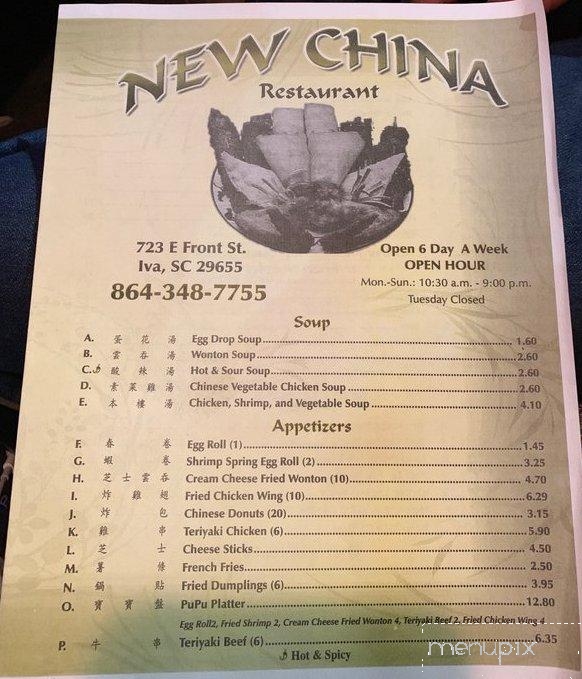 NEW CHINA
Restaurant
723 E Front St.
Iva, SC 29655
864-348-7755
Open 6 Day A Week
OPEN HOUR
Mon.-Sun.: 10:30 a.m. - 9:00 p.m.
Tuesday Closed
Soup
A. 蛋花湯 Egg Drop Soup 1.60
B. 雲吞湯 Wonton Soup 2.60
C. 酸辣湯 Hot & Sour Soup 2.60
D. 素菜雞湯 Chinese Vegetable Chicken Soup 2.60
E. 本樓湯 Chicken, Shrimp, and Vegetable Soup 4.10
Appetizers
F. 春卷 Egg Roll (1) 1.45
G. 蝦卷 Shrimp Spring Egg Roll (2) 3.25
H. 芝士雲吞 Cream Cheese Fried Wonton (10) 4.70
I. 炸雞翅 Fried Chicken Wing (10) 6.29
J. 炸包 Chinese Donuts (20) 3.15
K. 雞串 Teriyaki Chicken (6) 5.90
L. 芝士 Cheese Sticks 4.50
M. 薯條 French Fries 2.50
N. 鍋貼 Fried Dumplings (6) 3.95
O. 寶寶盤 PuPu Platter 12.80
Egg Roll2, Fried Shrimp 2, Cream Cheese Fried Wonton 4, Teriyaki Beef 2, Fried Chicken Wing 4
P. 牛串 Teriyaki Beef (6) 6.35
Hot & Spicy
menupix